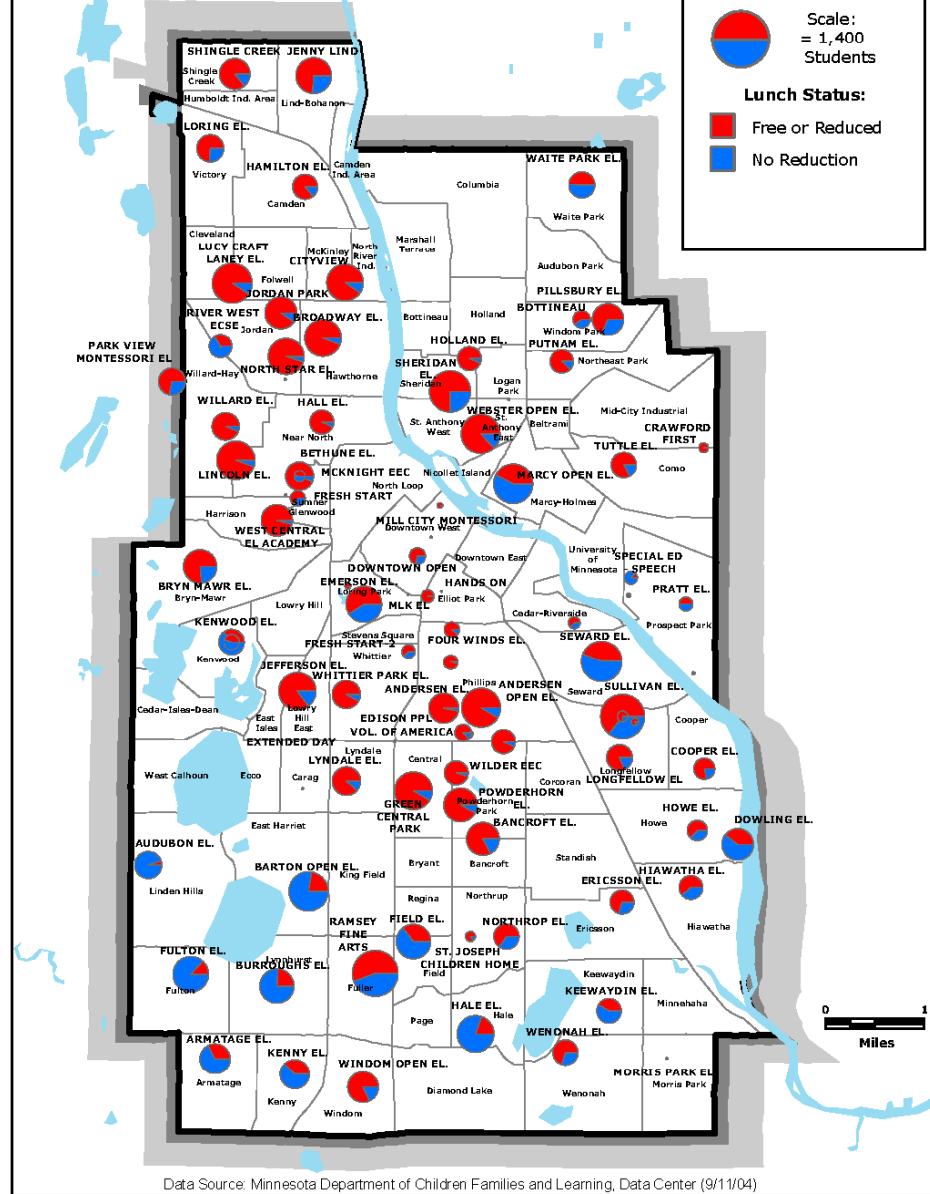 Scale:
= 1,400
Students
Lunch Status:
Free or Reduced
No Reduction
SHINGLE CREEK
JENNY LIND
Shingle
Creek
Humboldt Ind. Area
Lind-Bohanon
LORING EL.
Victory
HAMILTON EL.
Camden
Camden
Ind. Area
WAITE PARK EL.
Columbia
Waite Park
Cleveland
LUCY CRAFT
LANEY EL.
Folwell
McKinley
CITYVIEW
North
River
Ind.
Marshall
Terrace
Audubon Park
JORDAN PARK
PILLSBURY EL.
RIVER WEST
ECSE
Jordan
BROADWAY EL.
Bottineau
Holland
BOTTINEAU
Windom Park
PUTNAM EL.
HOLLAND EL.
PARK VIEW
MONTESSORI EL
Northeast Park
Willard-Hay
NORTH STAR EL.
Hawthorne
SHERIDAN
EL.
Sheridan
Logan
Park
WILLARD EL.
HALL EL.
Near North
WEBSTER OPEN EL.
St. Anthony
West
St.
Anthony
East
Beltrami
Mid-City Industrial
CRAWFORD
FIRST
TUTTLE EL.
Como
BETHUNE EL.
LINCOLN EL.
MCKNIGHT EEC
North Loop
Nicollet Island
MARCY OPEN EL.
FRESH START
Sumner
Glenwood
Marcy-Holmes
Harrison
WEST CENTRAL
EL ACADEMY
MILL CITY MONTESSORI
Downtown West
DOWNTOWN OPEN
Downtown East
University
of
Minnesota
SPECIAL ED
SPEECH
BRYN MAWR EL.
Bryn-Mawr
EMERSON EL.
Loring Park
HANDS ON
Elliot Park
Lowry Hill
MLK EL
PRATT EL.
Cedar-Riverside
Prospect Park
KENWOOD EL.
Kenwood
Stevens Square
FRESH START 2
Whittier
FOUR WINDS EL.
SEWARD EL.
JEFFERSON EL.
WHITTIER PARK EL.
Phillips
ANDERSEN EL.
ANDERSEN
OPEN EL.
Seward
SULLIVAN EL.
Cedar-Isles-Dean
East
Isles
Lowry
Hill
East
EDISON PPL
VOL. OF AMERICA
Cooper
EXTENDED DAY
Lyndale
LYNDALE EL.
Central
WILDER EEC
COOPER EL.
Longfellow
LONGFELLOW EL
West Calhoun
Ecco
Carag
Corcoran
GREEN
CENTRAL
PARK
POWDERHORN
EL.
Powderhorn
Park
HOWE EL.
Howe
DOWLING EL.
East Harriet
BANCROFT EL.
Bancroft
AUDUBON EL.
Linden Hills
BARTON OPEN EL.
King Field
Bryant
Standish
HIAWATHA EL.
ERICSSON EL.
Regina
Northrup
Hiawatha
RAMSEY
FINE
ARTS
FIELD EL.
NORTHROP EL.
Ericsson
ST. JOSEPH
CHILDREN HOME
FULTON EL.
Fulton
Lynnhurst
BURROUGHS EL.
Fuller
Field
Keewaydin
KEEWAYDIN EL.
Minnehaha
HALE EL.
Hale
Page
WENONAH EL.
0
1
Miles
ARMATAGE EL.
Armatage
KENNY EL.
Kenny
WINDOM OPEN EL.
Windom
Diamond Lake
Wenonah
MORRIS PARK EL
Morris Park
Data Source: Minnesota Department of Children Families and Learning, Data Center (9/11/04)